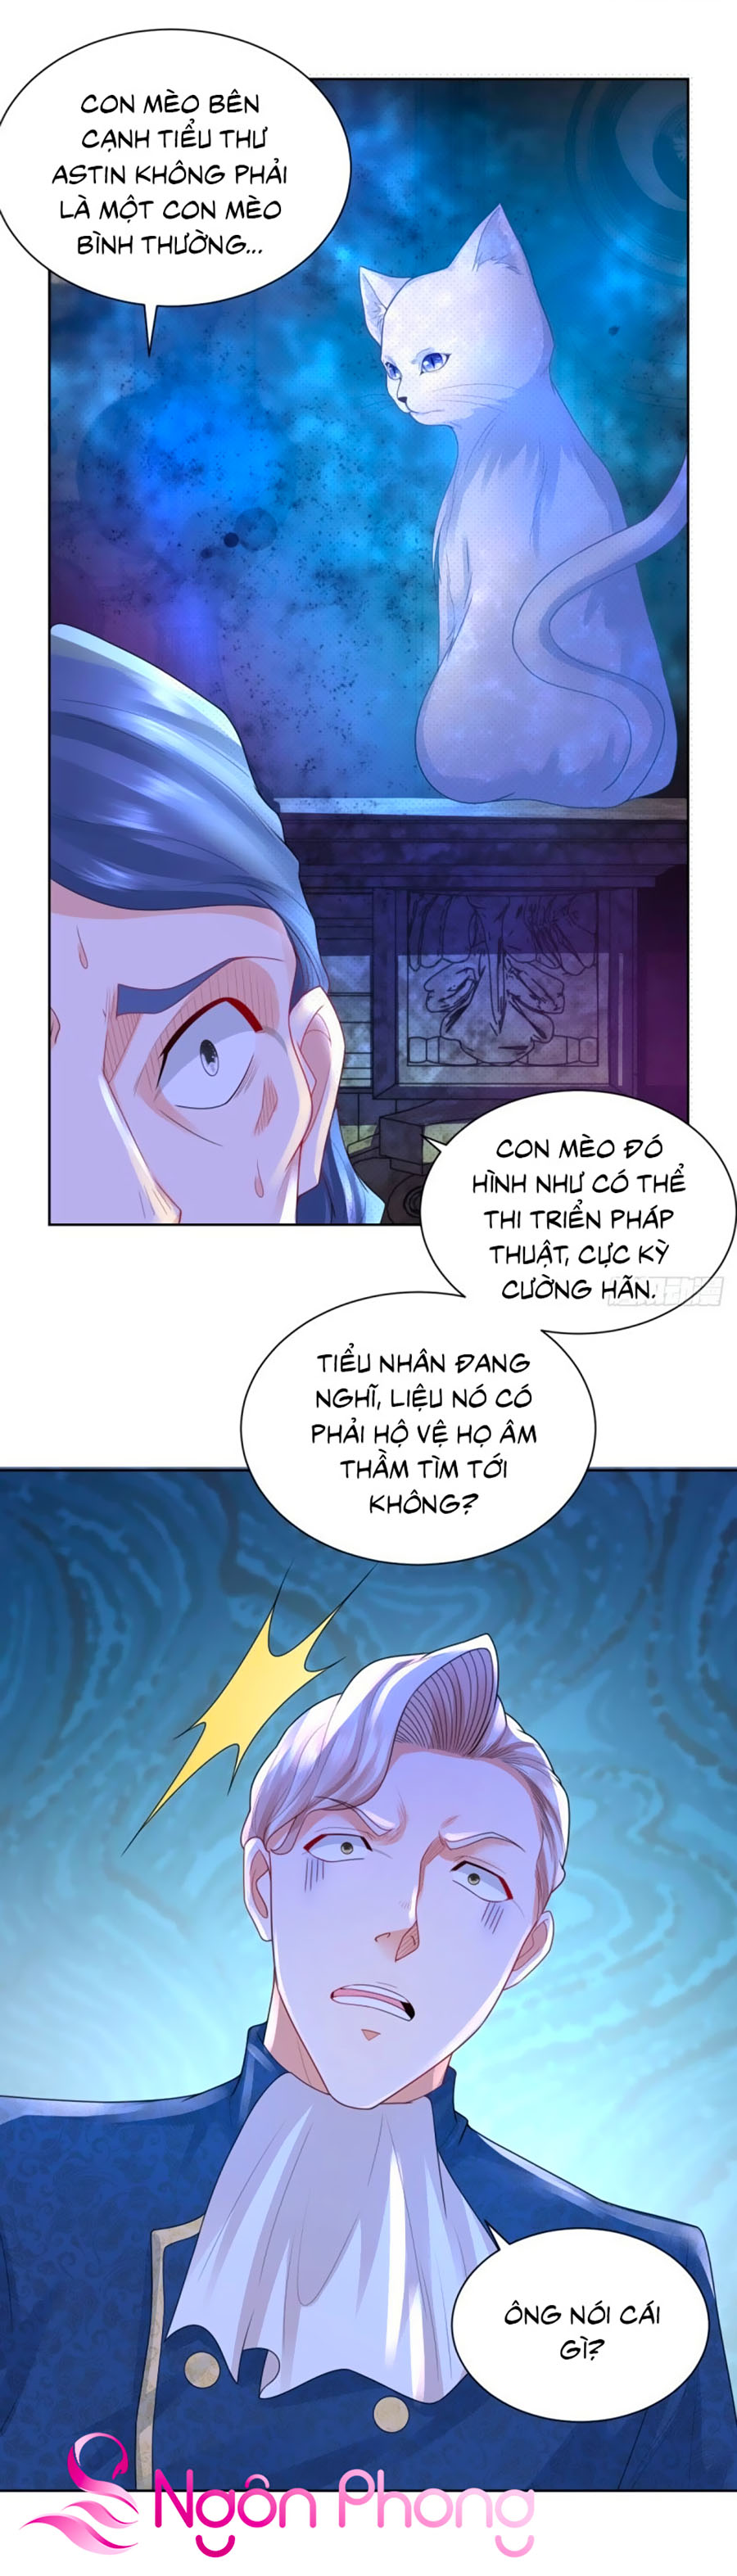 CON MÈO BÊN
CẠNH TIỂU THƯ
ASTIN KHÔNG PHẢI
LÀ MỘT CON MÈO
BÌNH THƯỜNG...
CON MÈO ĐÓ
HÌNH NHƯ CÓ THỂ
THI TRIỂN PHÁP
THUẬT, CỰC KỲ
CƯỜNG HÃN.
TIỂU NHÂN ĐANG
NGHĨ, LIỆU NÓ CÓ
PHẢI HỘ VỆ HỌ ÂM
THẦM TÌM TỚI
KHÔNG?
ÔNG NÓI CÁI
GÌ?
Ngôn Phong